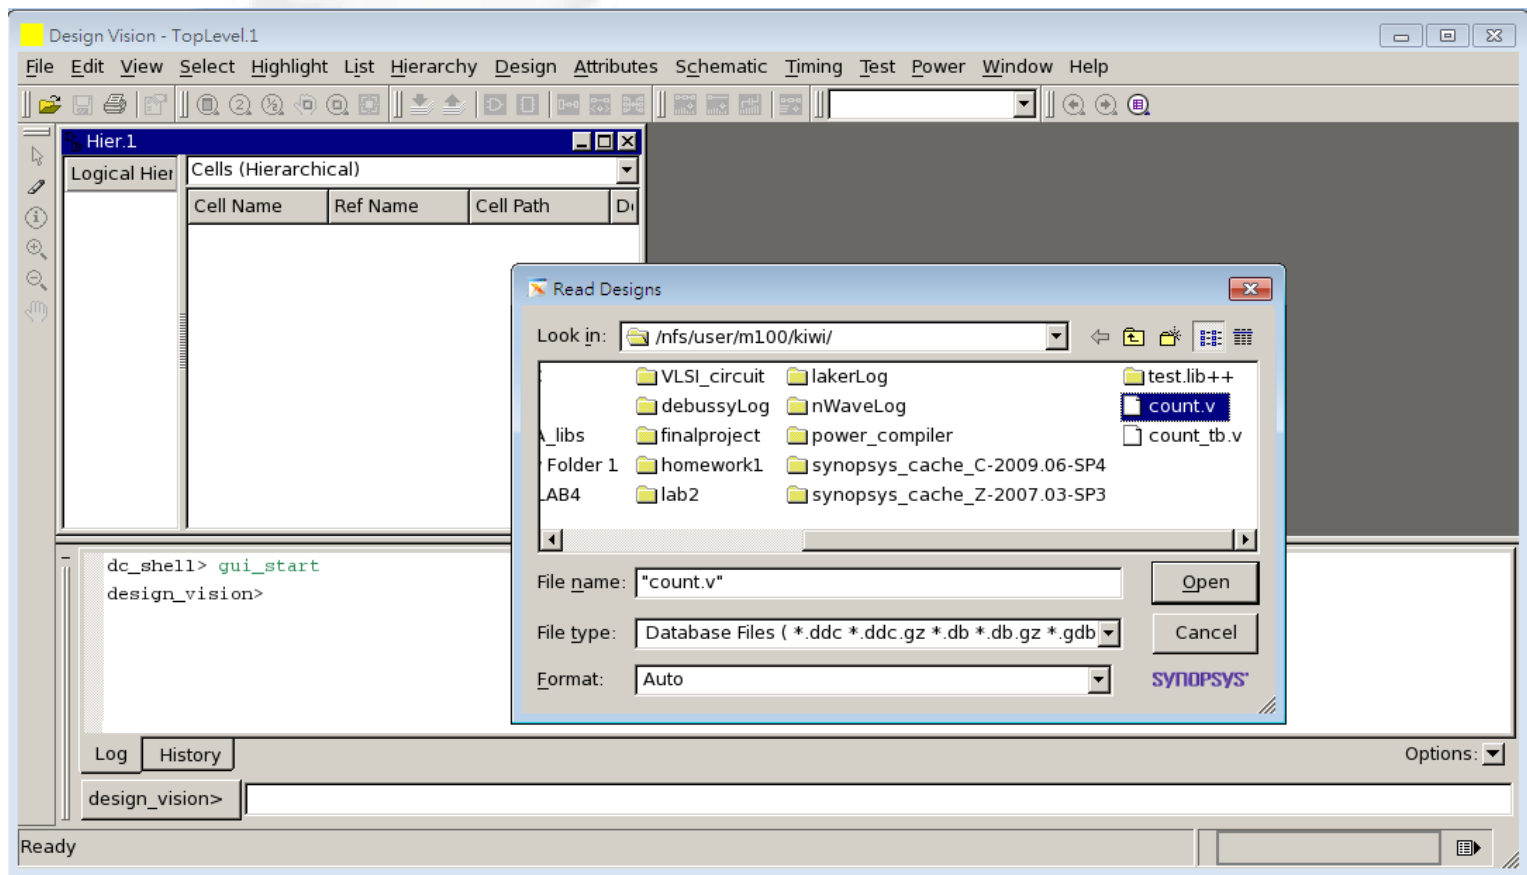 Design Vision - TopLevel.1
File Edit View Select Highlight List Hierarchy Design Attributes Schematic Timing Test Power Window Help
Hier.1
Logical Hier
Cells (Hierarchical)
Cell Name Ref Name Cell Path
Read Designs
Look in: /nfs/user/m100/kiwi/
VLSI_circuit lakerLog test.lib++
debussyLog nWaveLog count.v
A_libs finalproject power_compiler count_tb.v
Folder 1 homework1 synopsys_cache_C-2009.06-SP4
LAB4 lab2 synopsys_cache_Z-2007.03-SP3
File name: "count.v" Open
File type: Database Files ( *.ddc *.ddc.gz *.db *.db.gz *.gdb Cancel
Format: Auto SYNOPSYS®
dc_shell> gui_start
design_vision>
Log History Options:
design_vision>
Ready